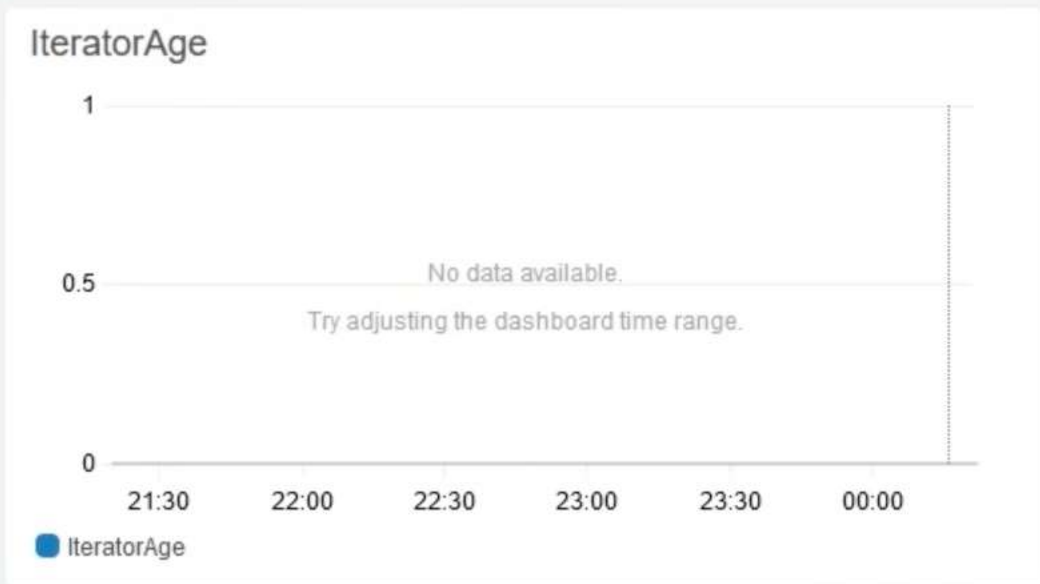 IteratorAge
1
No data available.
0.5
Try adjusting the dashboard time range.
0
21:30 22:00 22:30 23:00 23:30 00:00
IteratorAge